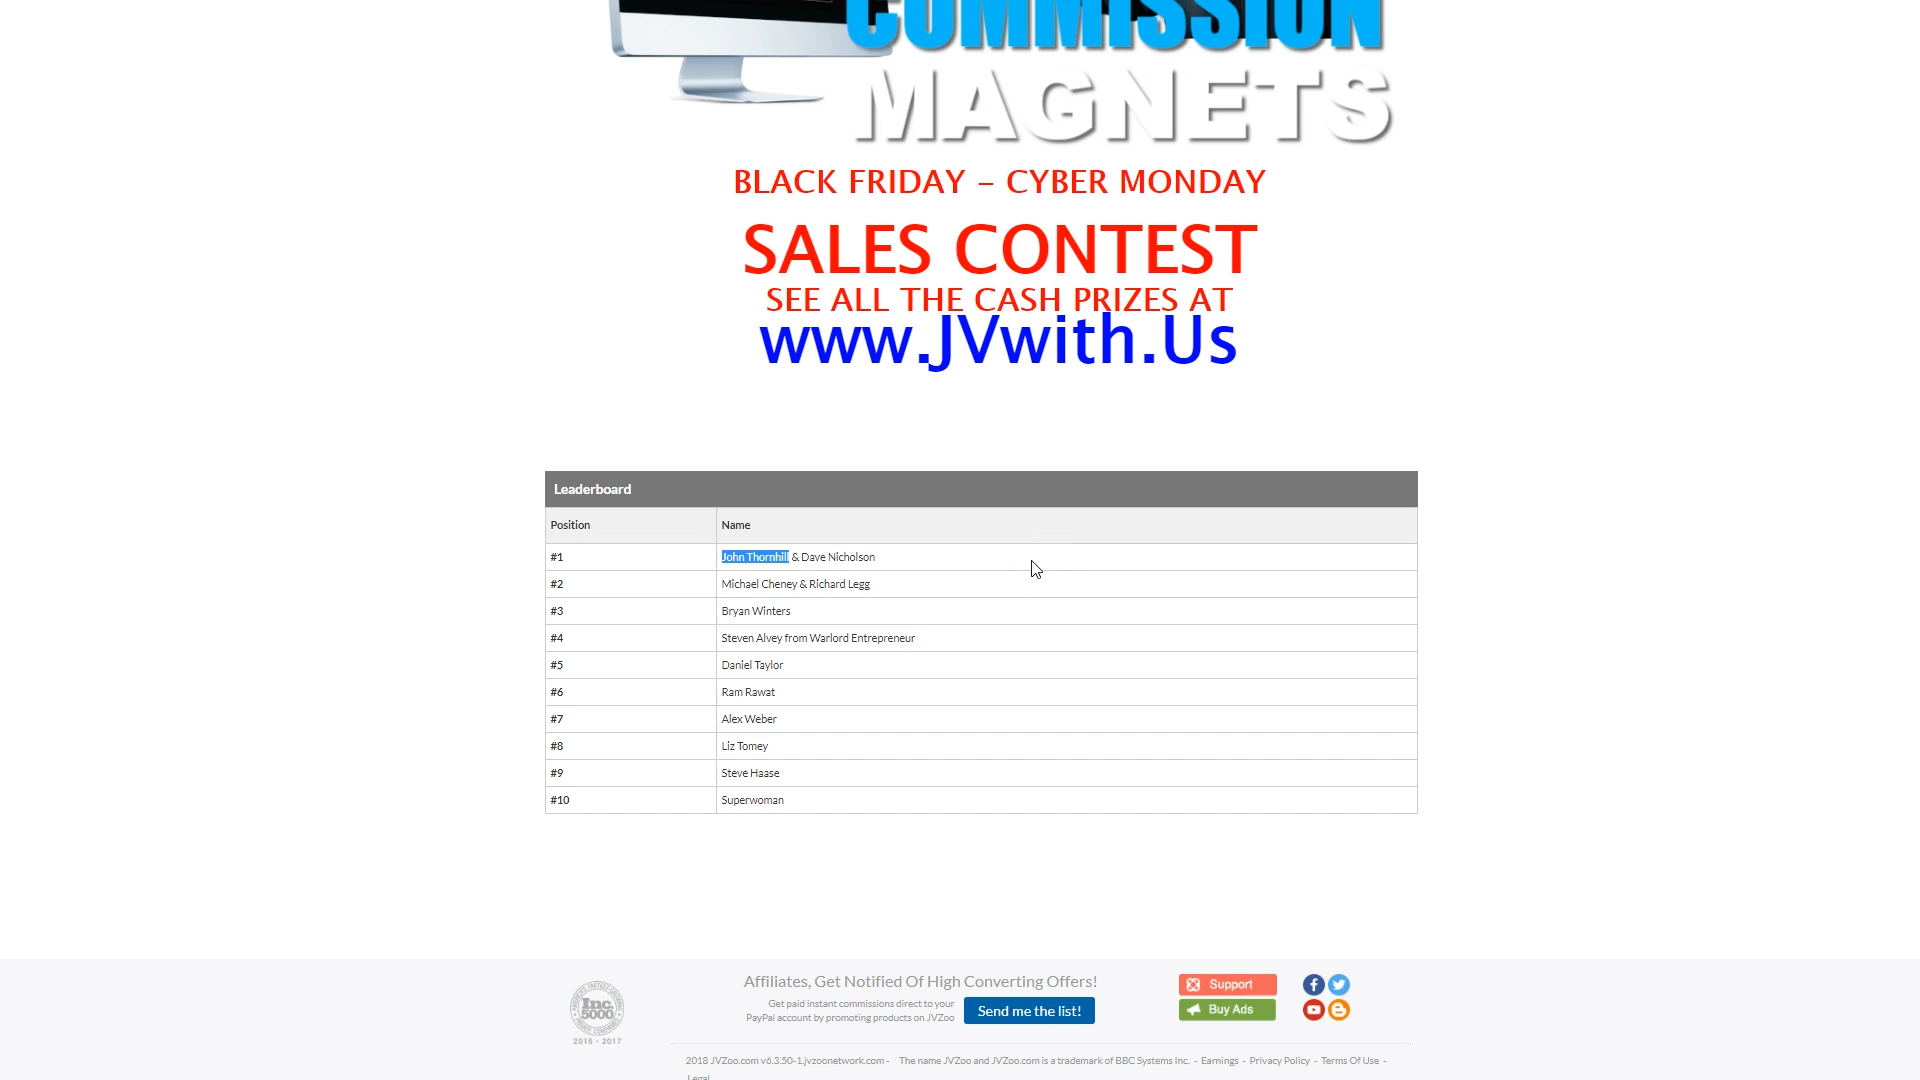 COMMISSION
MAGNETS
BLACK FRIDAY – CYBER MONDAY
SALES CONTEST
SEE ALL THE CASH PRIZES AT
www.JVwith.Us
Leaderboard
Position Name
#1 John Thornhill & Dave Nicholson
#2 Michael Cheney & Richard Legg
#3 Bryan Winters
#4 Steven Alvey from Warlord Entrepreneur
#5 Daniel Taylor
#6 Ram Rawat
#7 Alex Weber
#8 Liz Tomey
#9 Steve Haase
#10 Superwoman
Affiliates, Get Notified Of High Converting Offers!
Get paid instant commissions direct to your
PayPal account by promoting products on JVZoo
Send me the list!
Support
Buy Ads
Inc.
5000
2016 - 2017
2018 JVZoo.com v6.3.50-1.jvzoonetwork.com - The name JVZoo and JVZoo.com is a trademark of BBC Systems Inc. - Earnings - Privacy Policy - Terms Of Use -
Legal